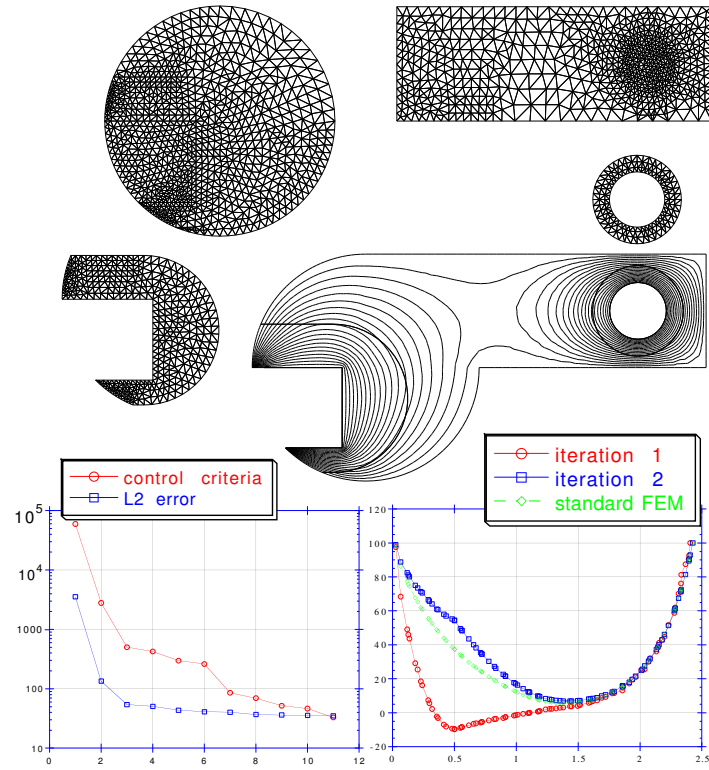 control criteria
L2 error
iteration 1
iteration 2
standard FEM
10^5
10^4
1000
100
10
0 2 4 6 8 10 12
120
100
80
60
40
20
0
-20
0 0.5 1 1.5 2 2.5